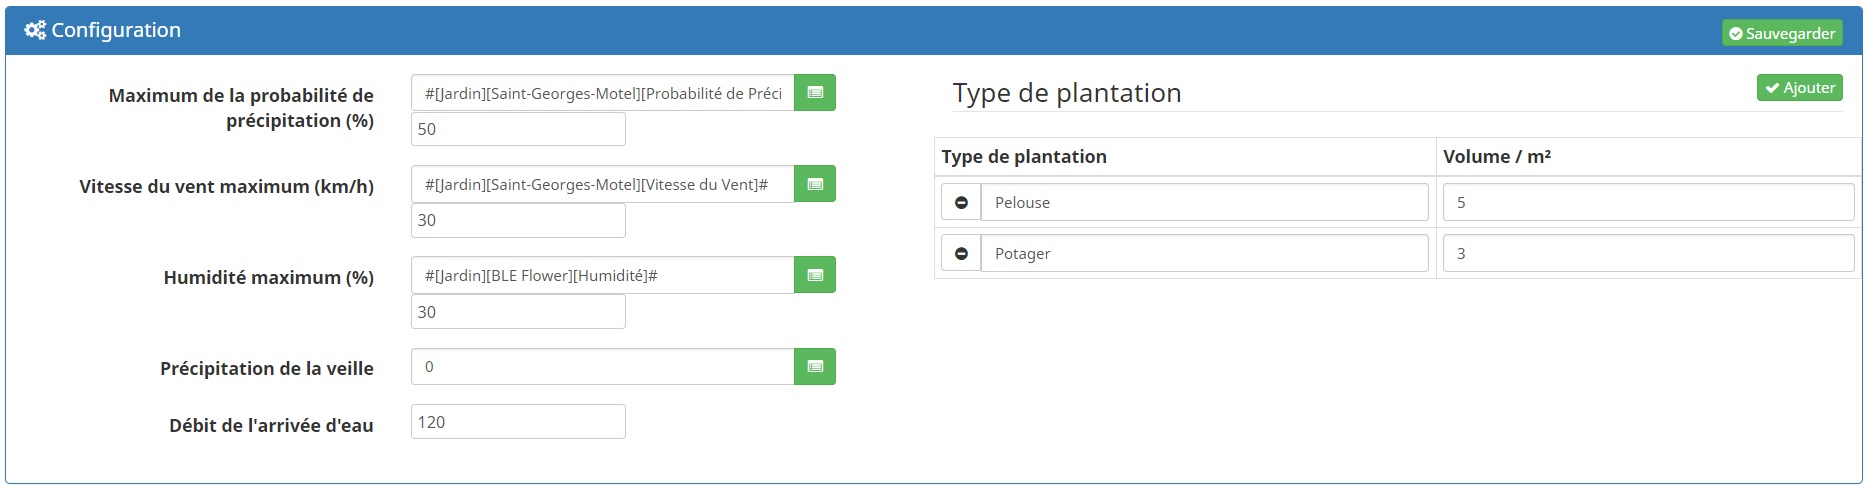 Configuration
Sauvegarder
Maximum de la probabilité de
précipitation (%)
#[Jardin][Saint-Georges-Motel][Probabilité de Préci
50
Vitesse du vent maximum (km/h)
#[Jardin][Saint-Georges-Motel][Vitesse du Vent]#
30
Humidité maximum (%)
#[Jardin][BLE Flower][Humidité]#
30
Précipitation de la veille
0
Débit de l'arrivée d'eau
120
Type de plantation
Ajouter
Type de plantation
Volume / m²
Pelouse
5
Potager
3